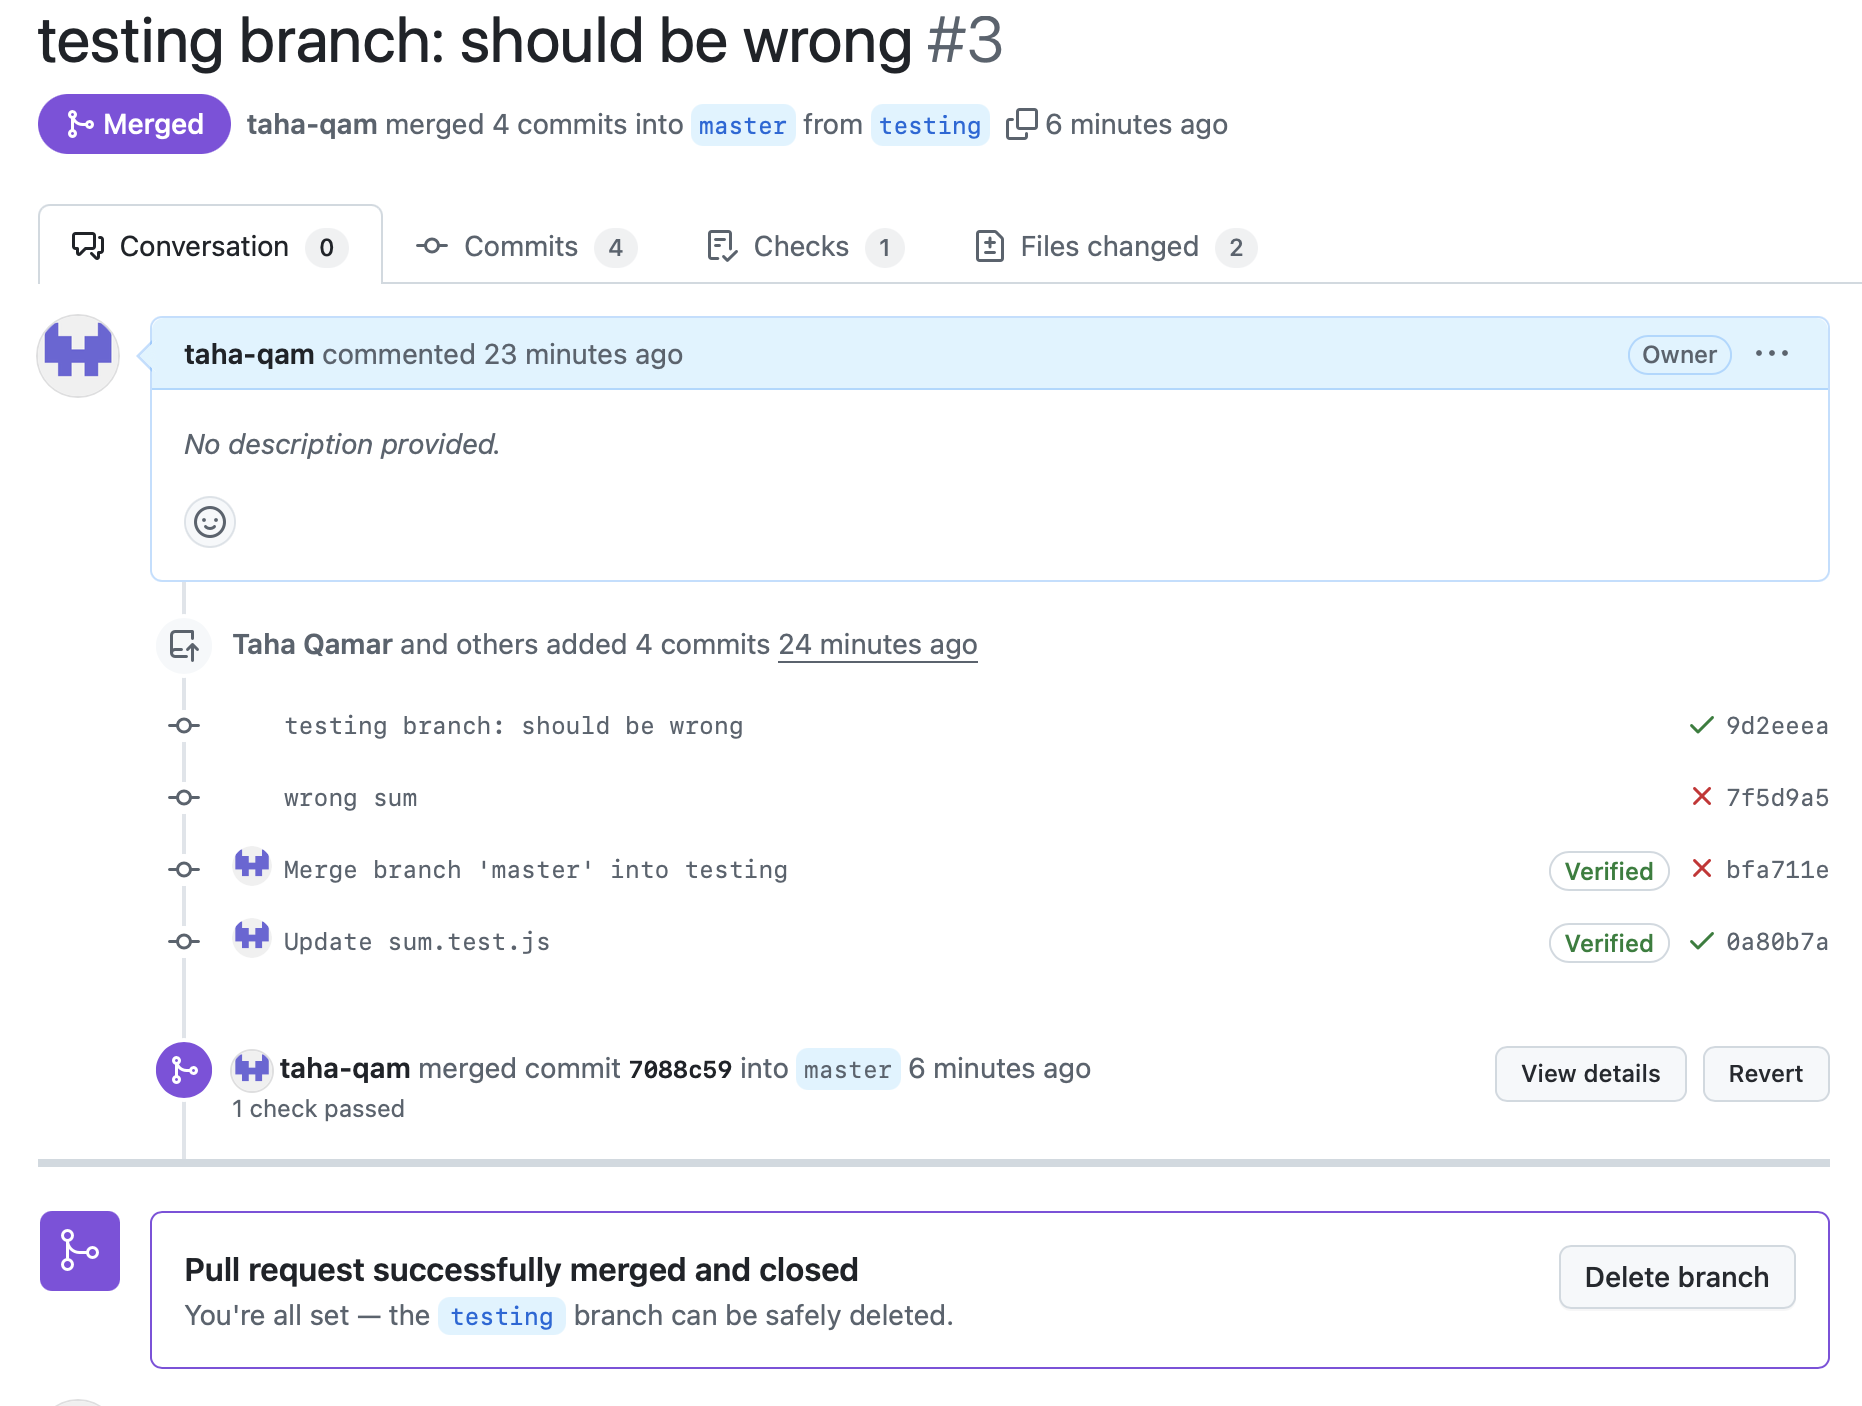 testing branch: should be wrong #3
Merged taha-qam merged 4 commits into master from testing 6 minutes ago
Conversation 0 Commits 4 Checks 1 Files changed 2
taha-qam commented 23 minutes ago Owner ...
No description provided.
Taha Qamar and others added 4 commits 24 minutes ago
testing branch: should be wrong 9d2eeea
wrong sum 7f5d9a5
Merge branch 'master' into testing Verified bfa711e
Update sum.test.js Verified 0a80b7a
taha-qam merged commit 7088c59 into master 6 minutes ago View details Revert
1 check passed
Pull request successfully merged and closed
Delete branch
You're all set — the testing branch can be safely deleted.